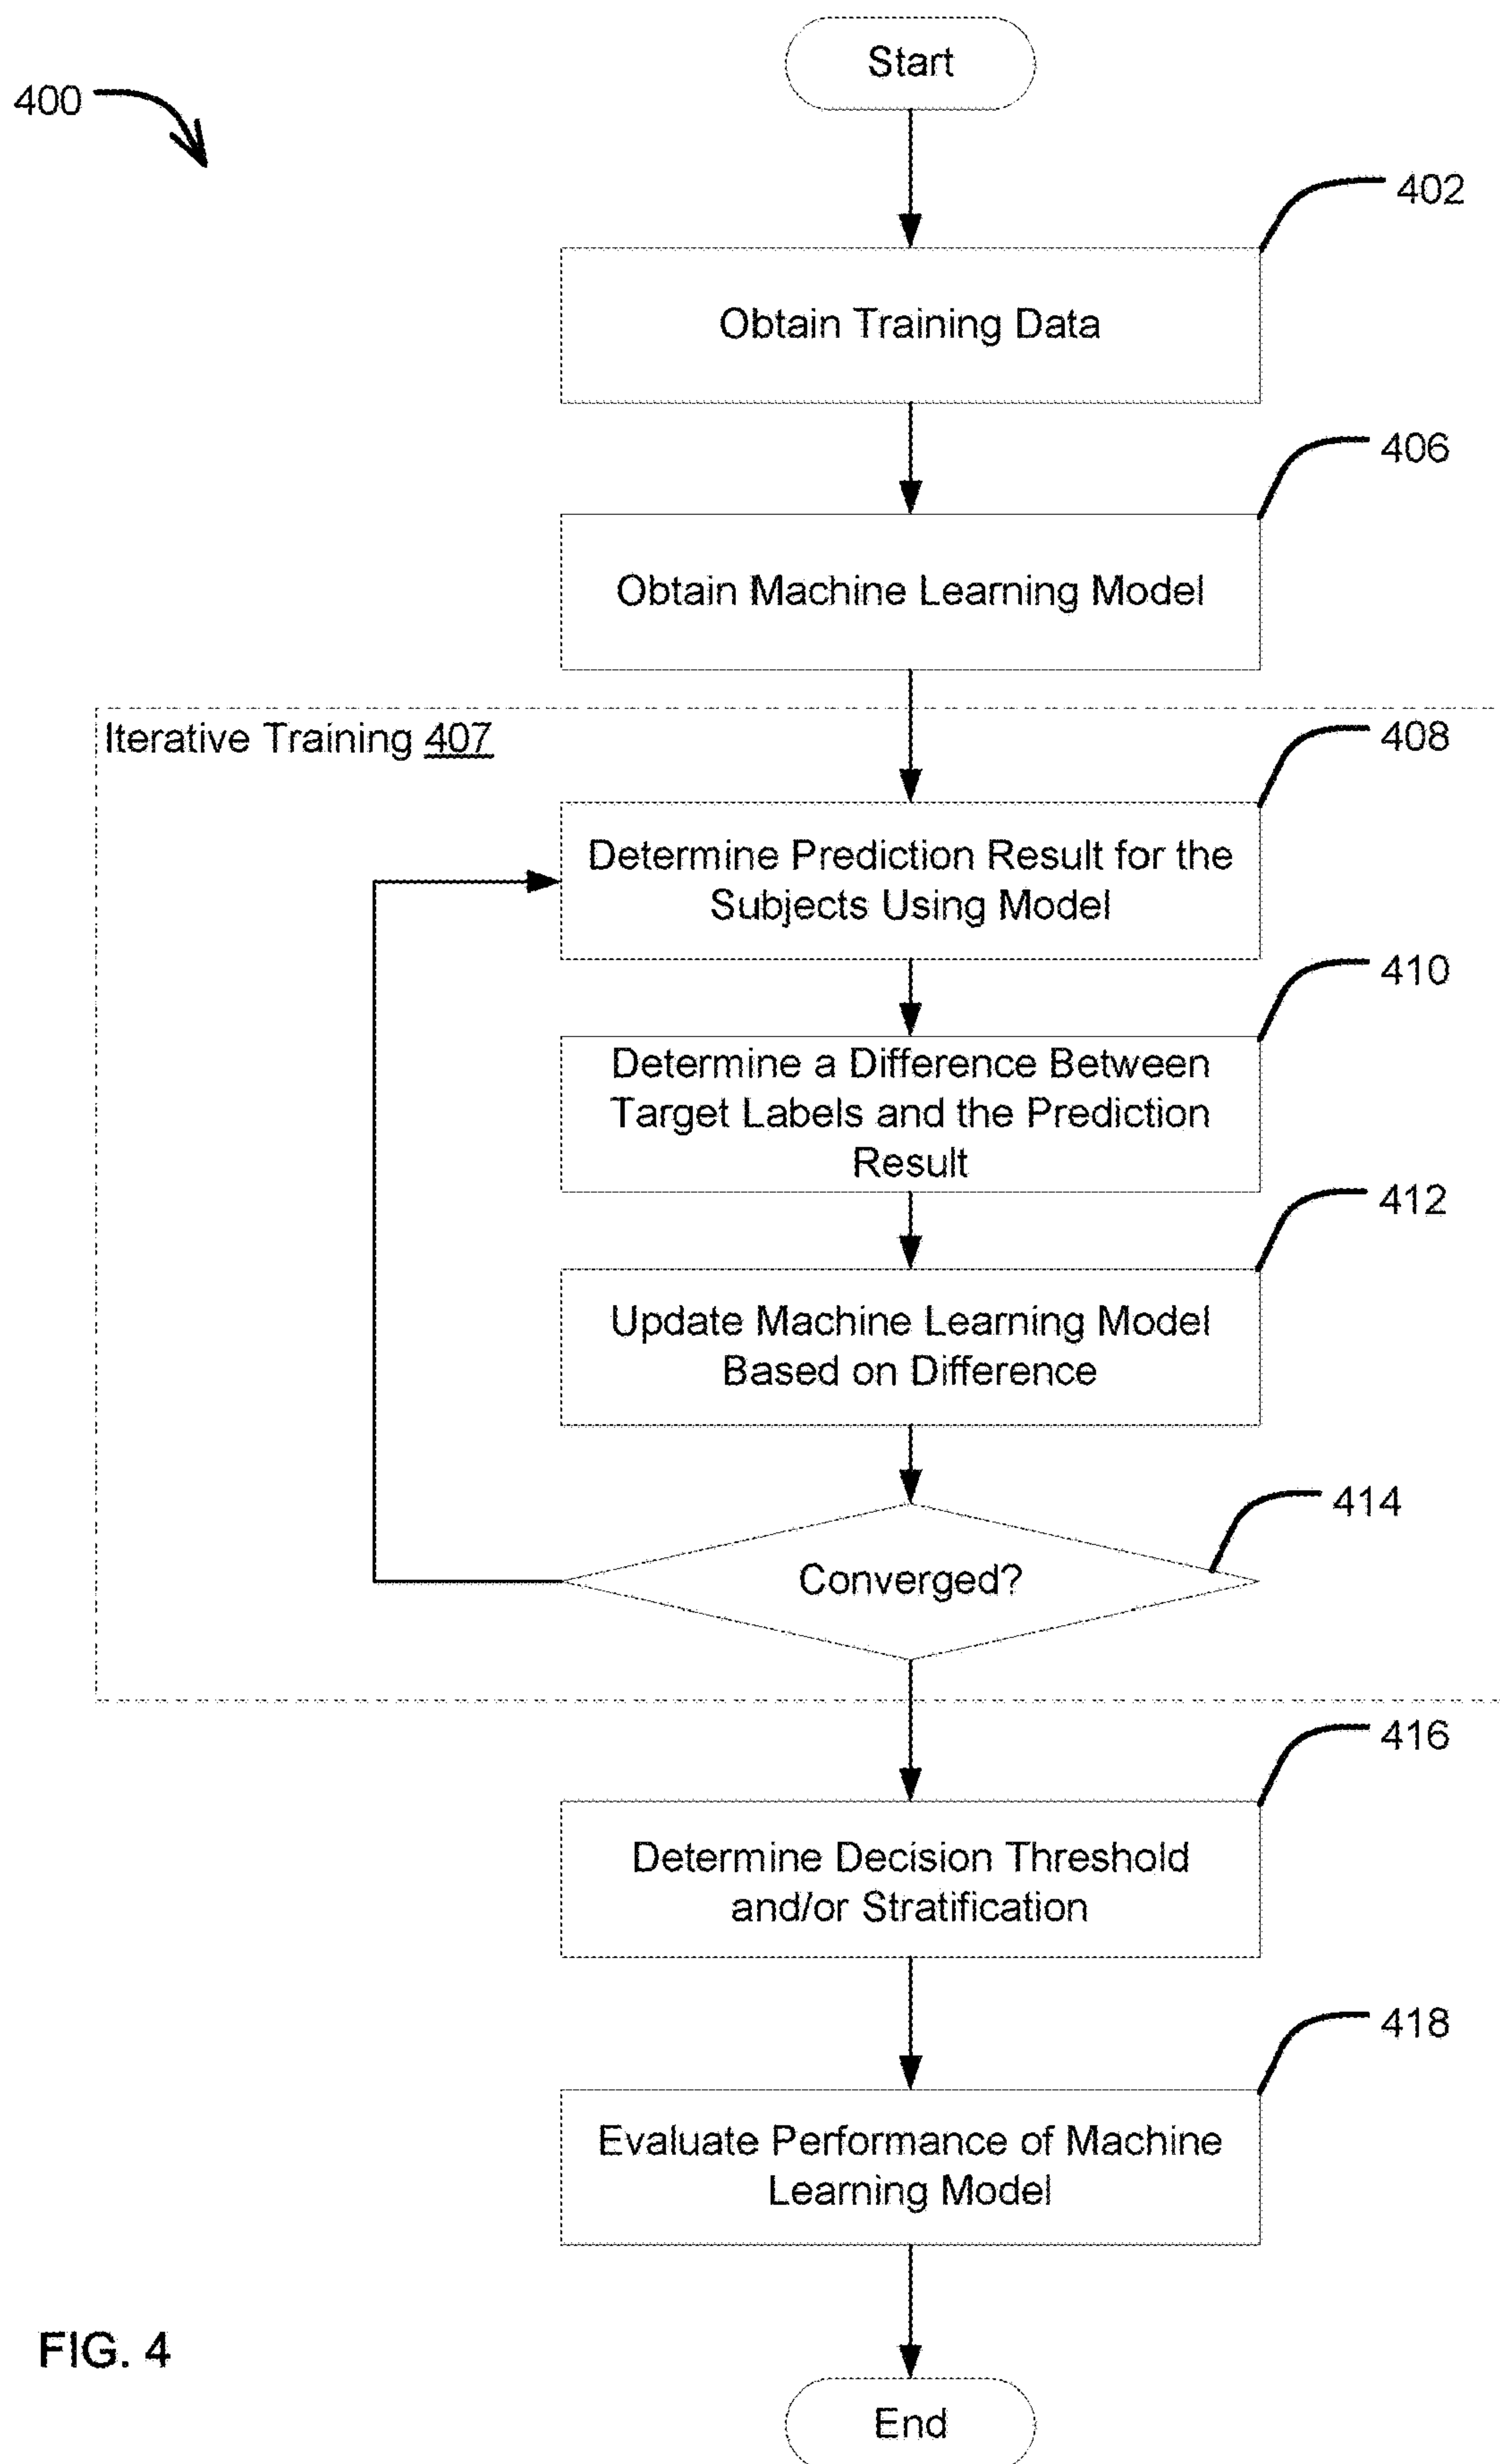 Start
400
402
Obtain Training Data
406
Obtain Machine Learning Model
Iterative Training 407
408
Determine Prediction Result for the
Subjects Using Model
410
Determine a Difference Between
Target Labels and the Prediction
Result
412
Update Machine Learning Model
Based on Difference
414
Converged?
416
Determine Decision Threshold
and/or Stratification
418
Evaluate Performance of Machine
Learning Model
FIG. 4
End